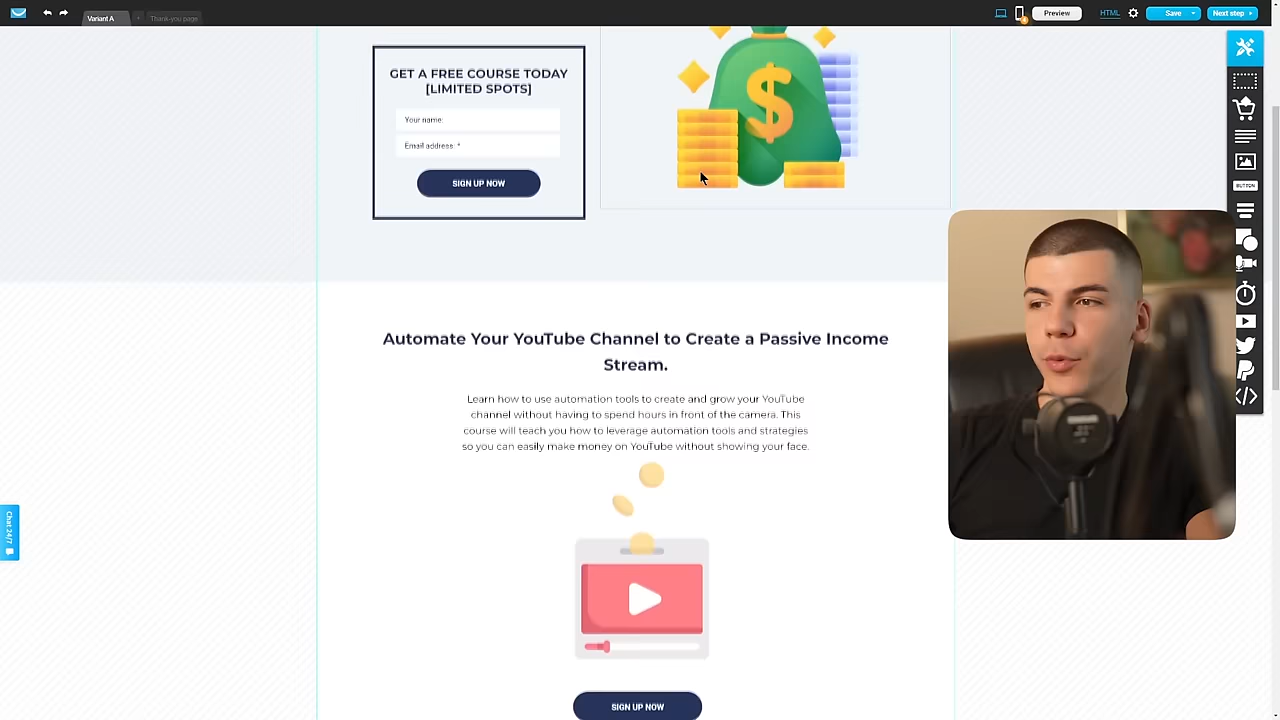 Variant A
Thank-you page
Preview
HTML
Save
Next step
GET A FREE COURSE TODAY
[LIMITED SPOTS]
Your name:
Email address: *
SIGN UP NOW
$
BUTTON
Automate Your YouTube Channel to Create a Passive Income
Stream.
Learn how to use automation tools to create and grow your YouTube
channel without having to spend hours in front of the camera. This
course will teach you how to leverage automation tools and strategies
so you can easily make money on YouTube without showing your face.
Chat 24/7
SIGN UP NOW